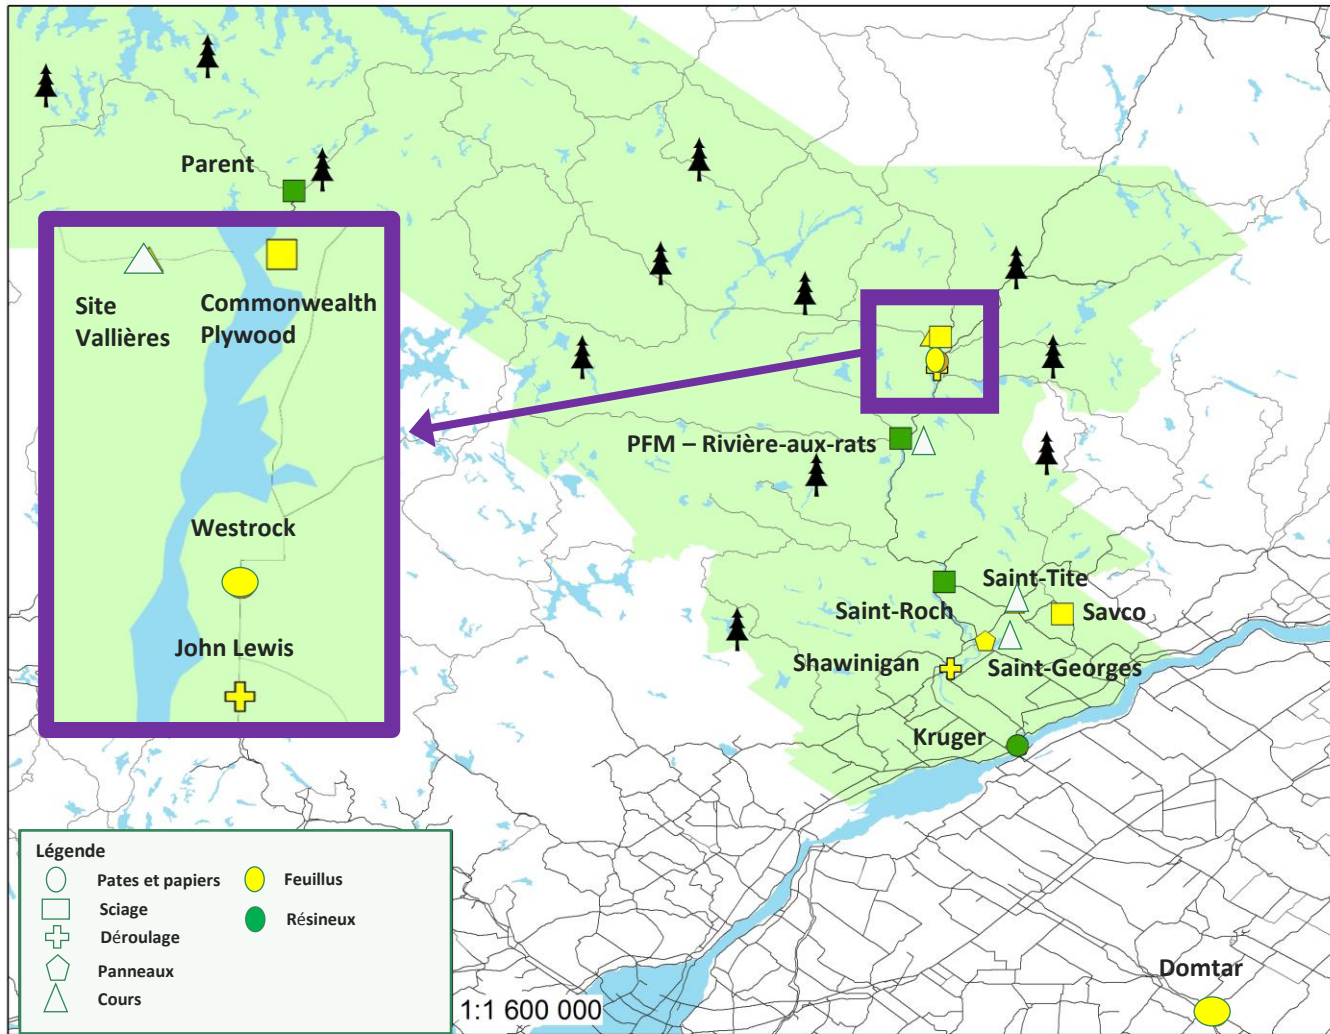 Parent
Site
Vallières
Commonwealth
Plywood
Westrock
John Lewis
PFM – Rivière-aux-rats
Saint-Tite
Saint-Roch
Savco
Shawinigan
Saint-Georges
Kruger
Domtar
Légende
Pates et papiers
Feuillus
Sciage
Résineux
Déroulage
Panneaux
Cours
1:1 600 000